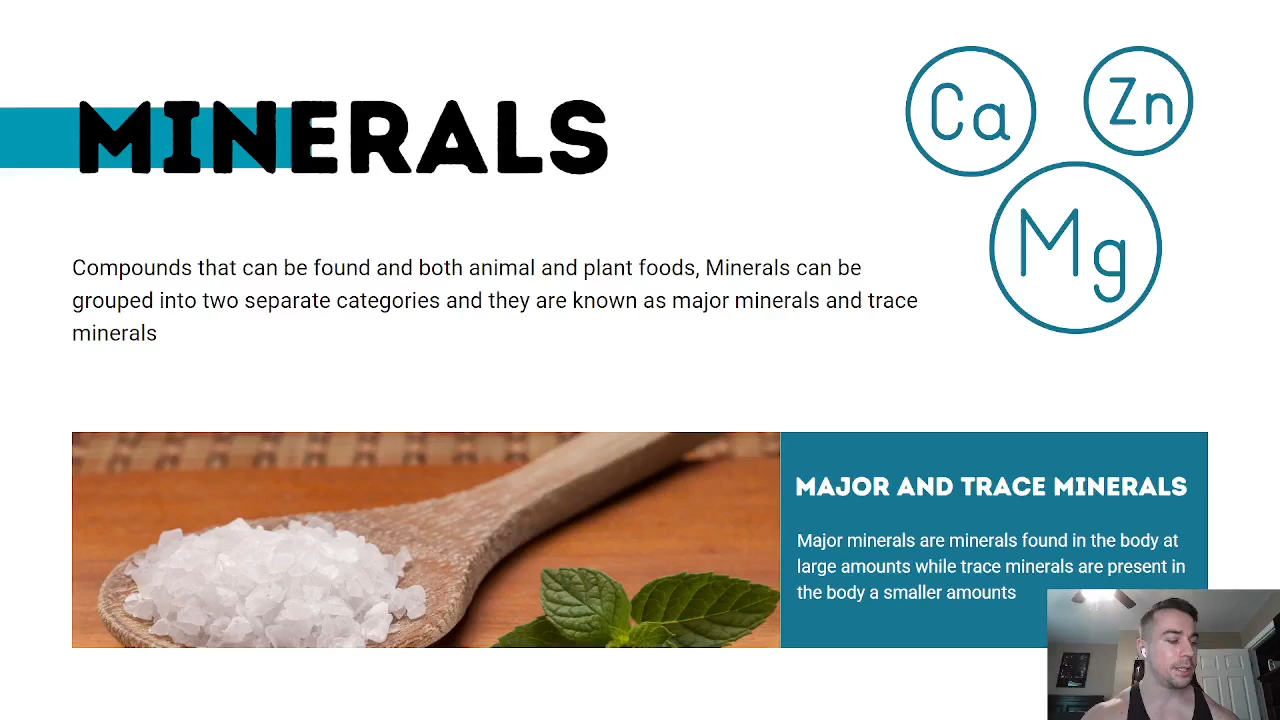 MINERALS
Ca
Zn
Mg
Compounds that can be found and both animal and plant foods, Minerals can be
grouped into two separate categories and they are known as major minerals and trace
minerals
MAJOR AND TRACE MINERALS
Major minerals are minerals found in the body at
large amounts while trace minerals are present in
the body a smaller amounts